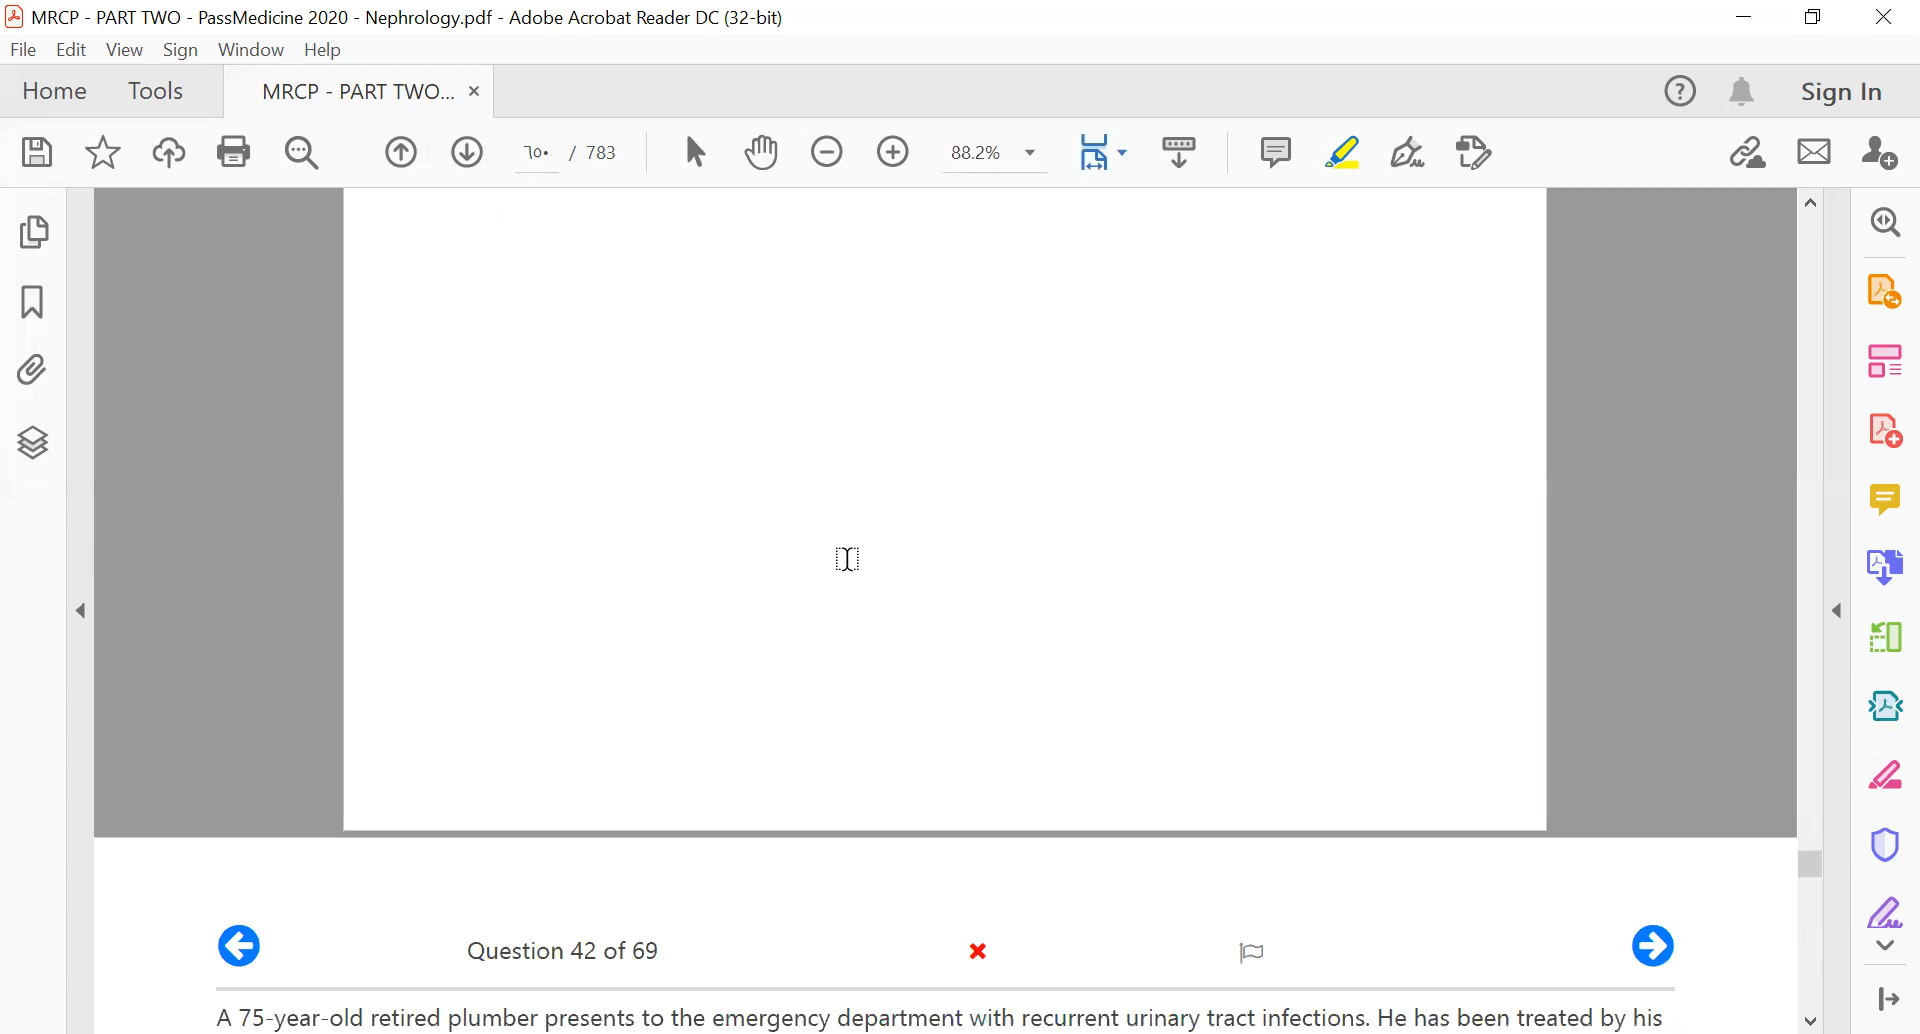 MRCP - PART TWO - PassMedicine 2020 - Nephrology.pdf - Adobe Acrobat Reader DC (32-bit)
File Edit View Sign Window Help
Home Tools MRCP - PART TWO... Sign In
٦٥٠ / 783 88.2%
Question 42 of 69
A 75-year-old retired plumber presents to the emergency department with recurrent urinary tract infections. He has been treated by his